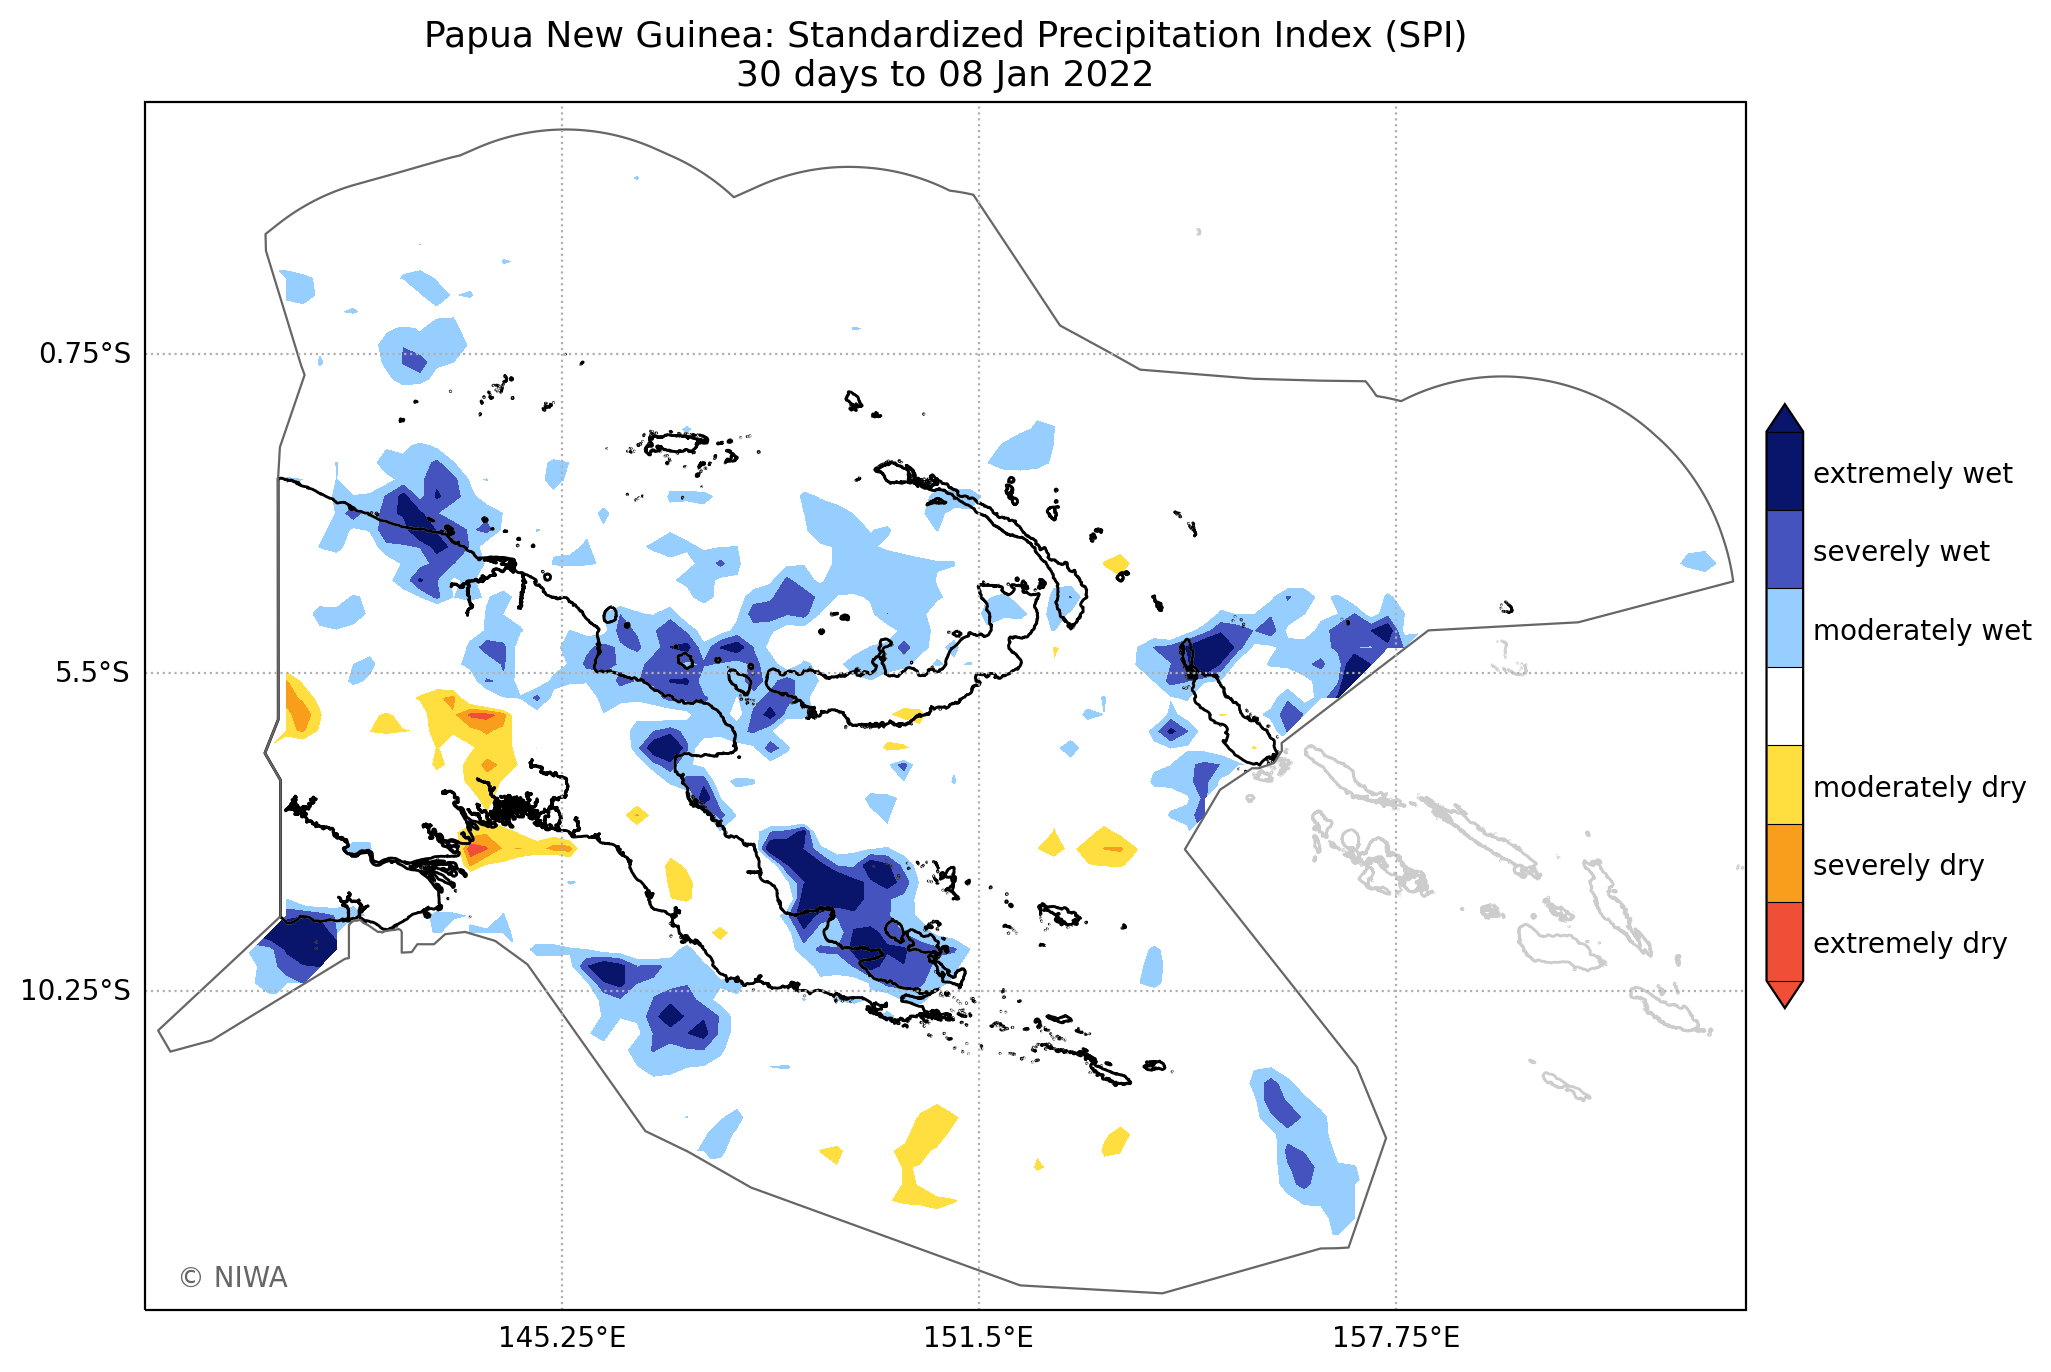 Papua New Guinea: Standardized Precipitation Index (SPI)
30 days to 08 Jan 2022
0.75°S
5.5°S
10.25°S
145.25°E
151.5°E
157.75°E
extremely wet
severely wet
moderately wet
moderately dry
severely dry
extremely dry
© NIWA